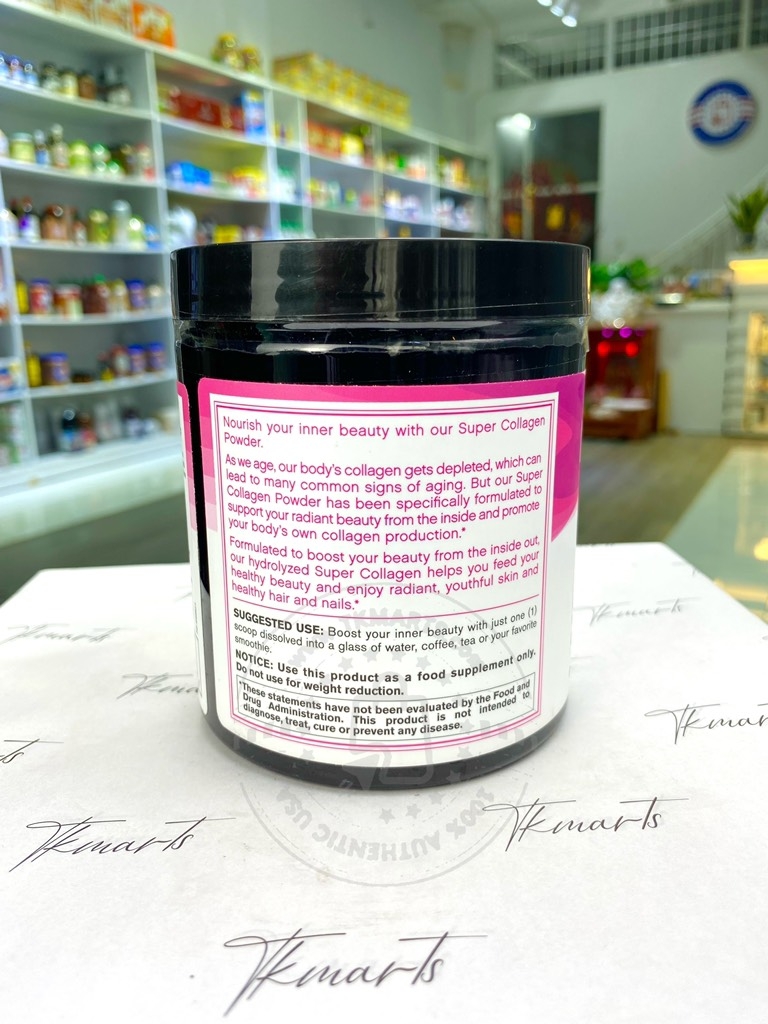 Nourish your inner beauty with our Super Collagen
Powder.
As we age, our body's collagen gets depleted, which can
lead to many common signs of aging. But our Super
Collagen Powder has been specifically formulated to
support your radiant beauty from the inside and promote
your body's own collagen production.*
Formulated to boost your beauty from the inside out,
our hydrolyzed Super Collagen helps you feed your
healthy beauty and enjoy radiant, youthful skin and
healthy hair and nails.*
SUGGESTED USE: Boost your inner beauty with just one (1)
scoop dissolved into a glass of water, coffee, tea or your favorite
smoothie.
NOTICE: Use this product as a food supplement only.
Do not use for weight reduction.
*These statements have not been evaluated by the Food and
Drug Administration. This product is not intended to
diagnose, treat, cure or prevent any disease.
TKMARTS
100% AUTHENTIC USA
Tkmarts
Tkmarts
Tkmarts
Tkmarts
Tkmarts